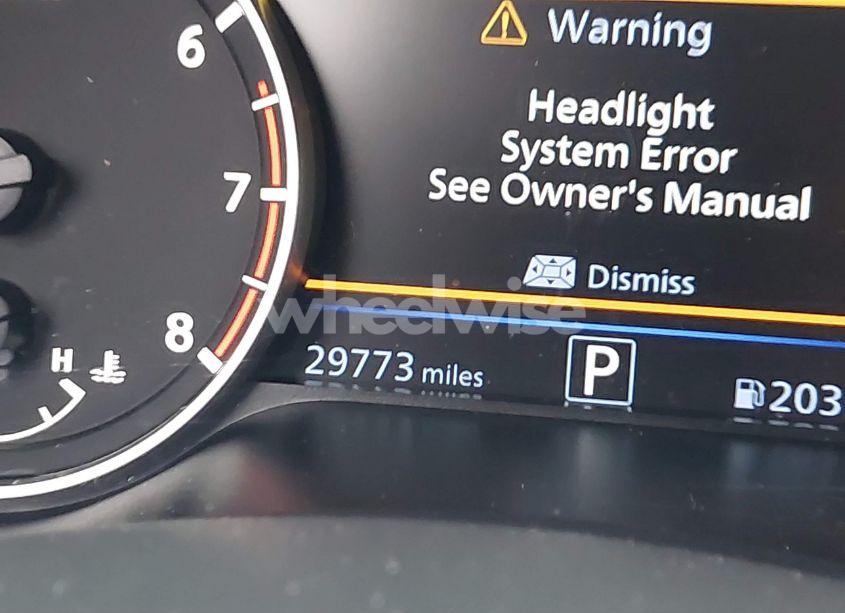 6
7
8
H
Warning
Headlight
System Error
See Owner's Manual
Dismiss
wheelwise
29773 miles
P
203